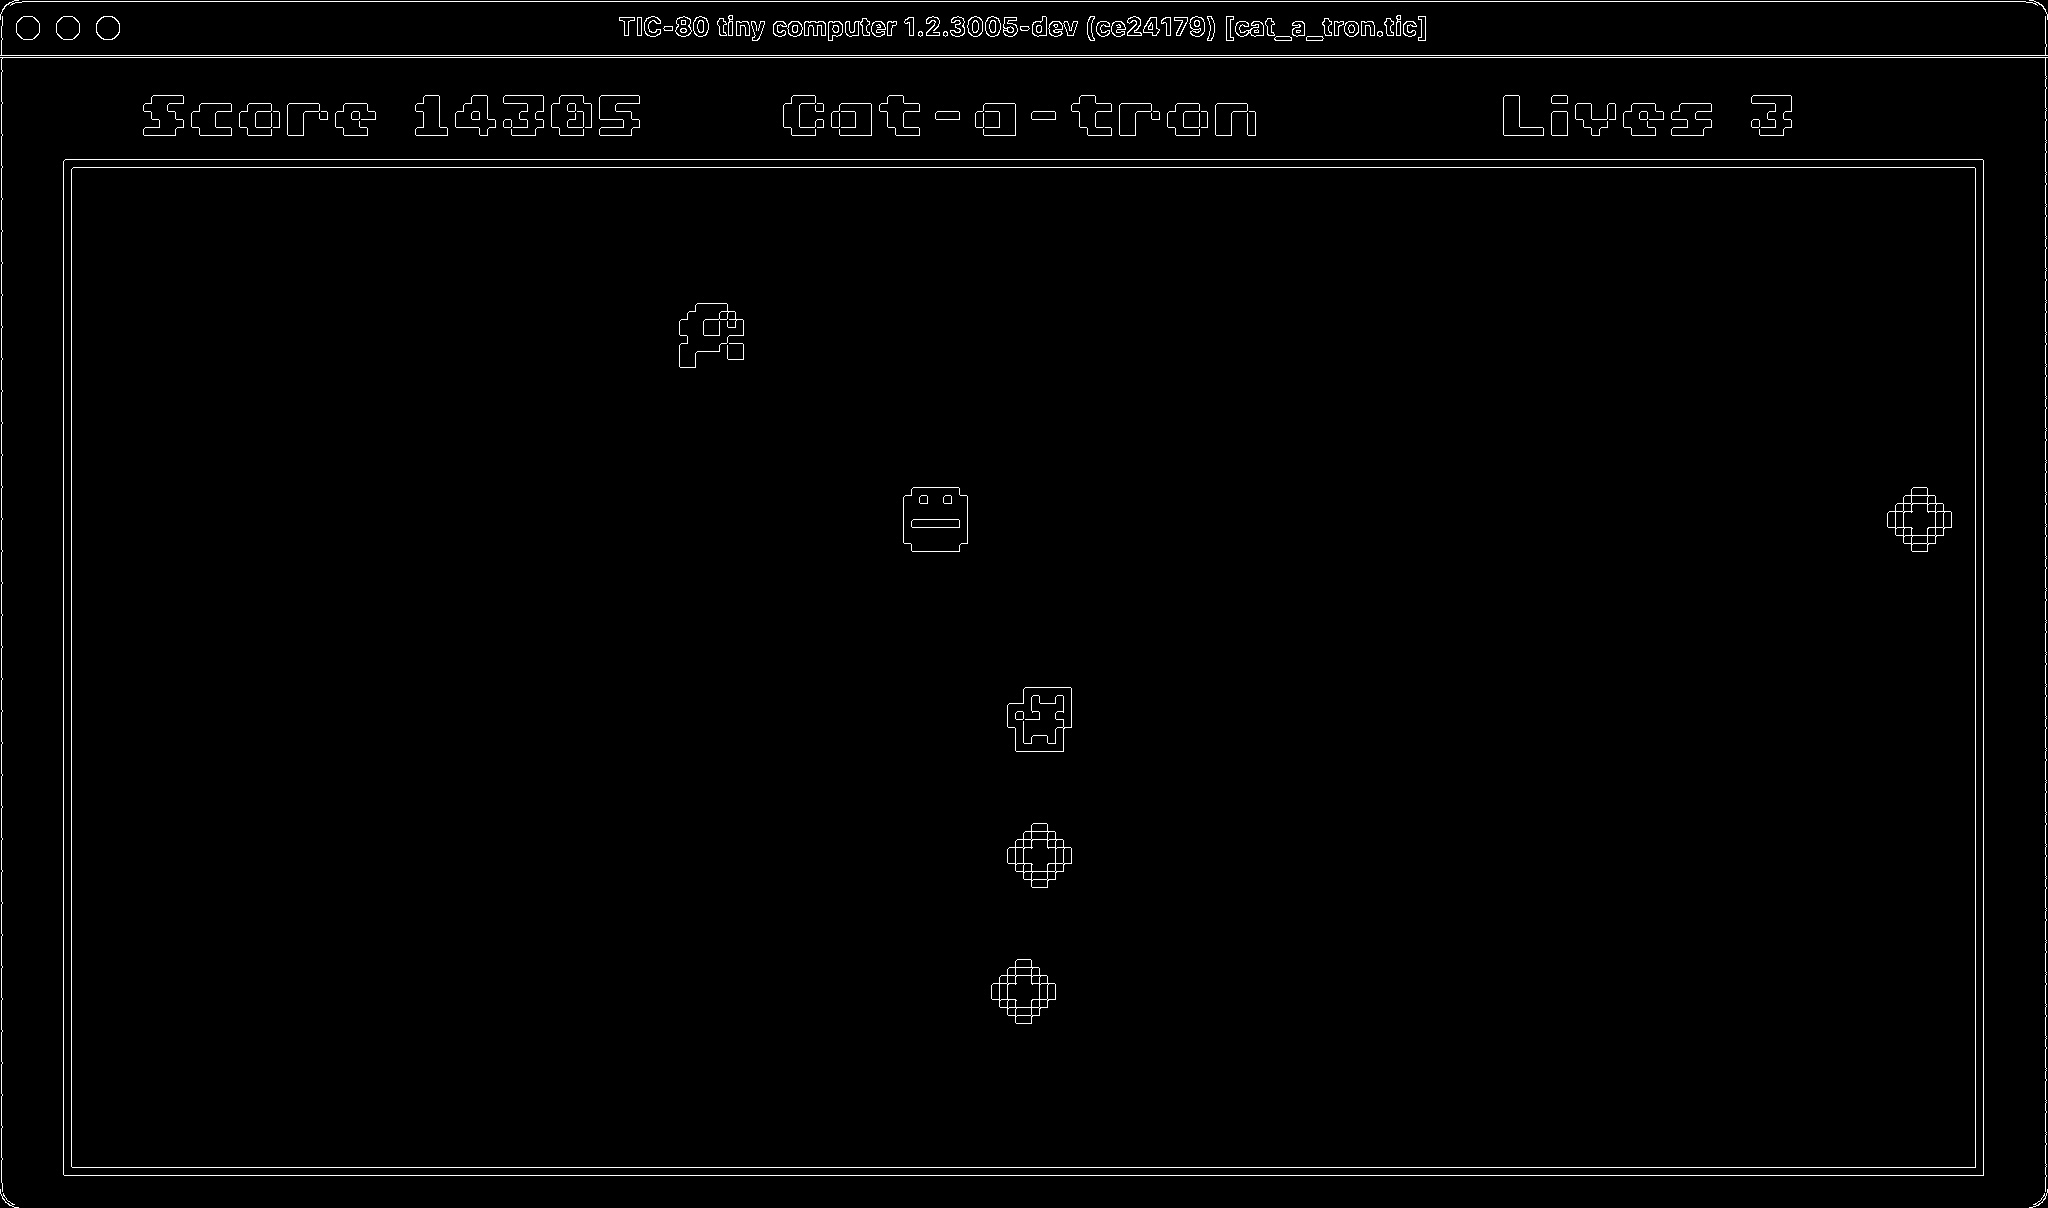 TIC-80 tiny computer 1.2.3005-dev (ce24179) [cat_a_tron.tic]
Score 14305 Cat-a-tron Lives 3